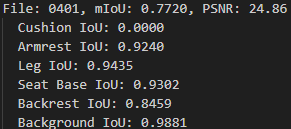 File: 0401, mIoU: 0.7720, PSNR: 24.86
Cushion IoU: 0.0000
Armrest IoU: 0.9240
Leg IoU: 0.9435
Seat Base IoU: 0.9302
Backrest IoU: 0.8459
Background IoU: 0.9881